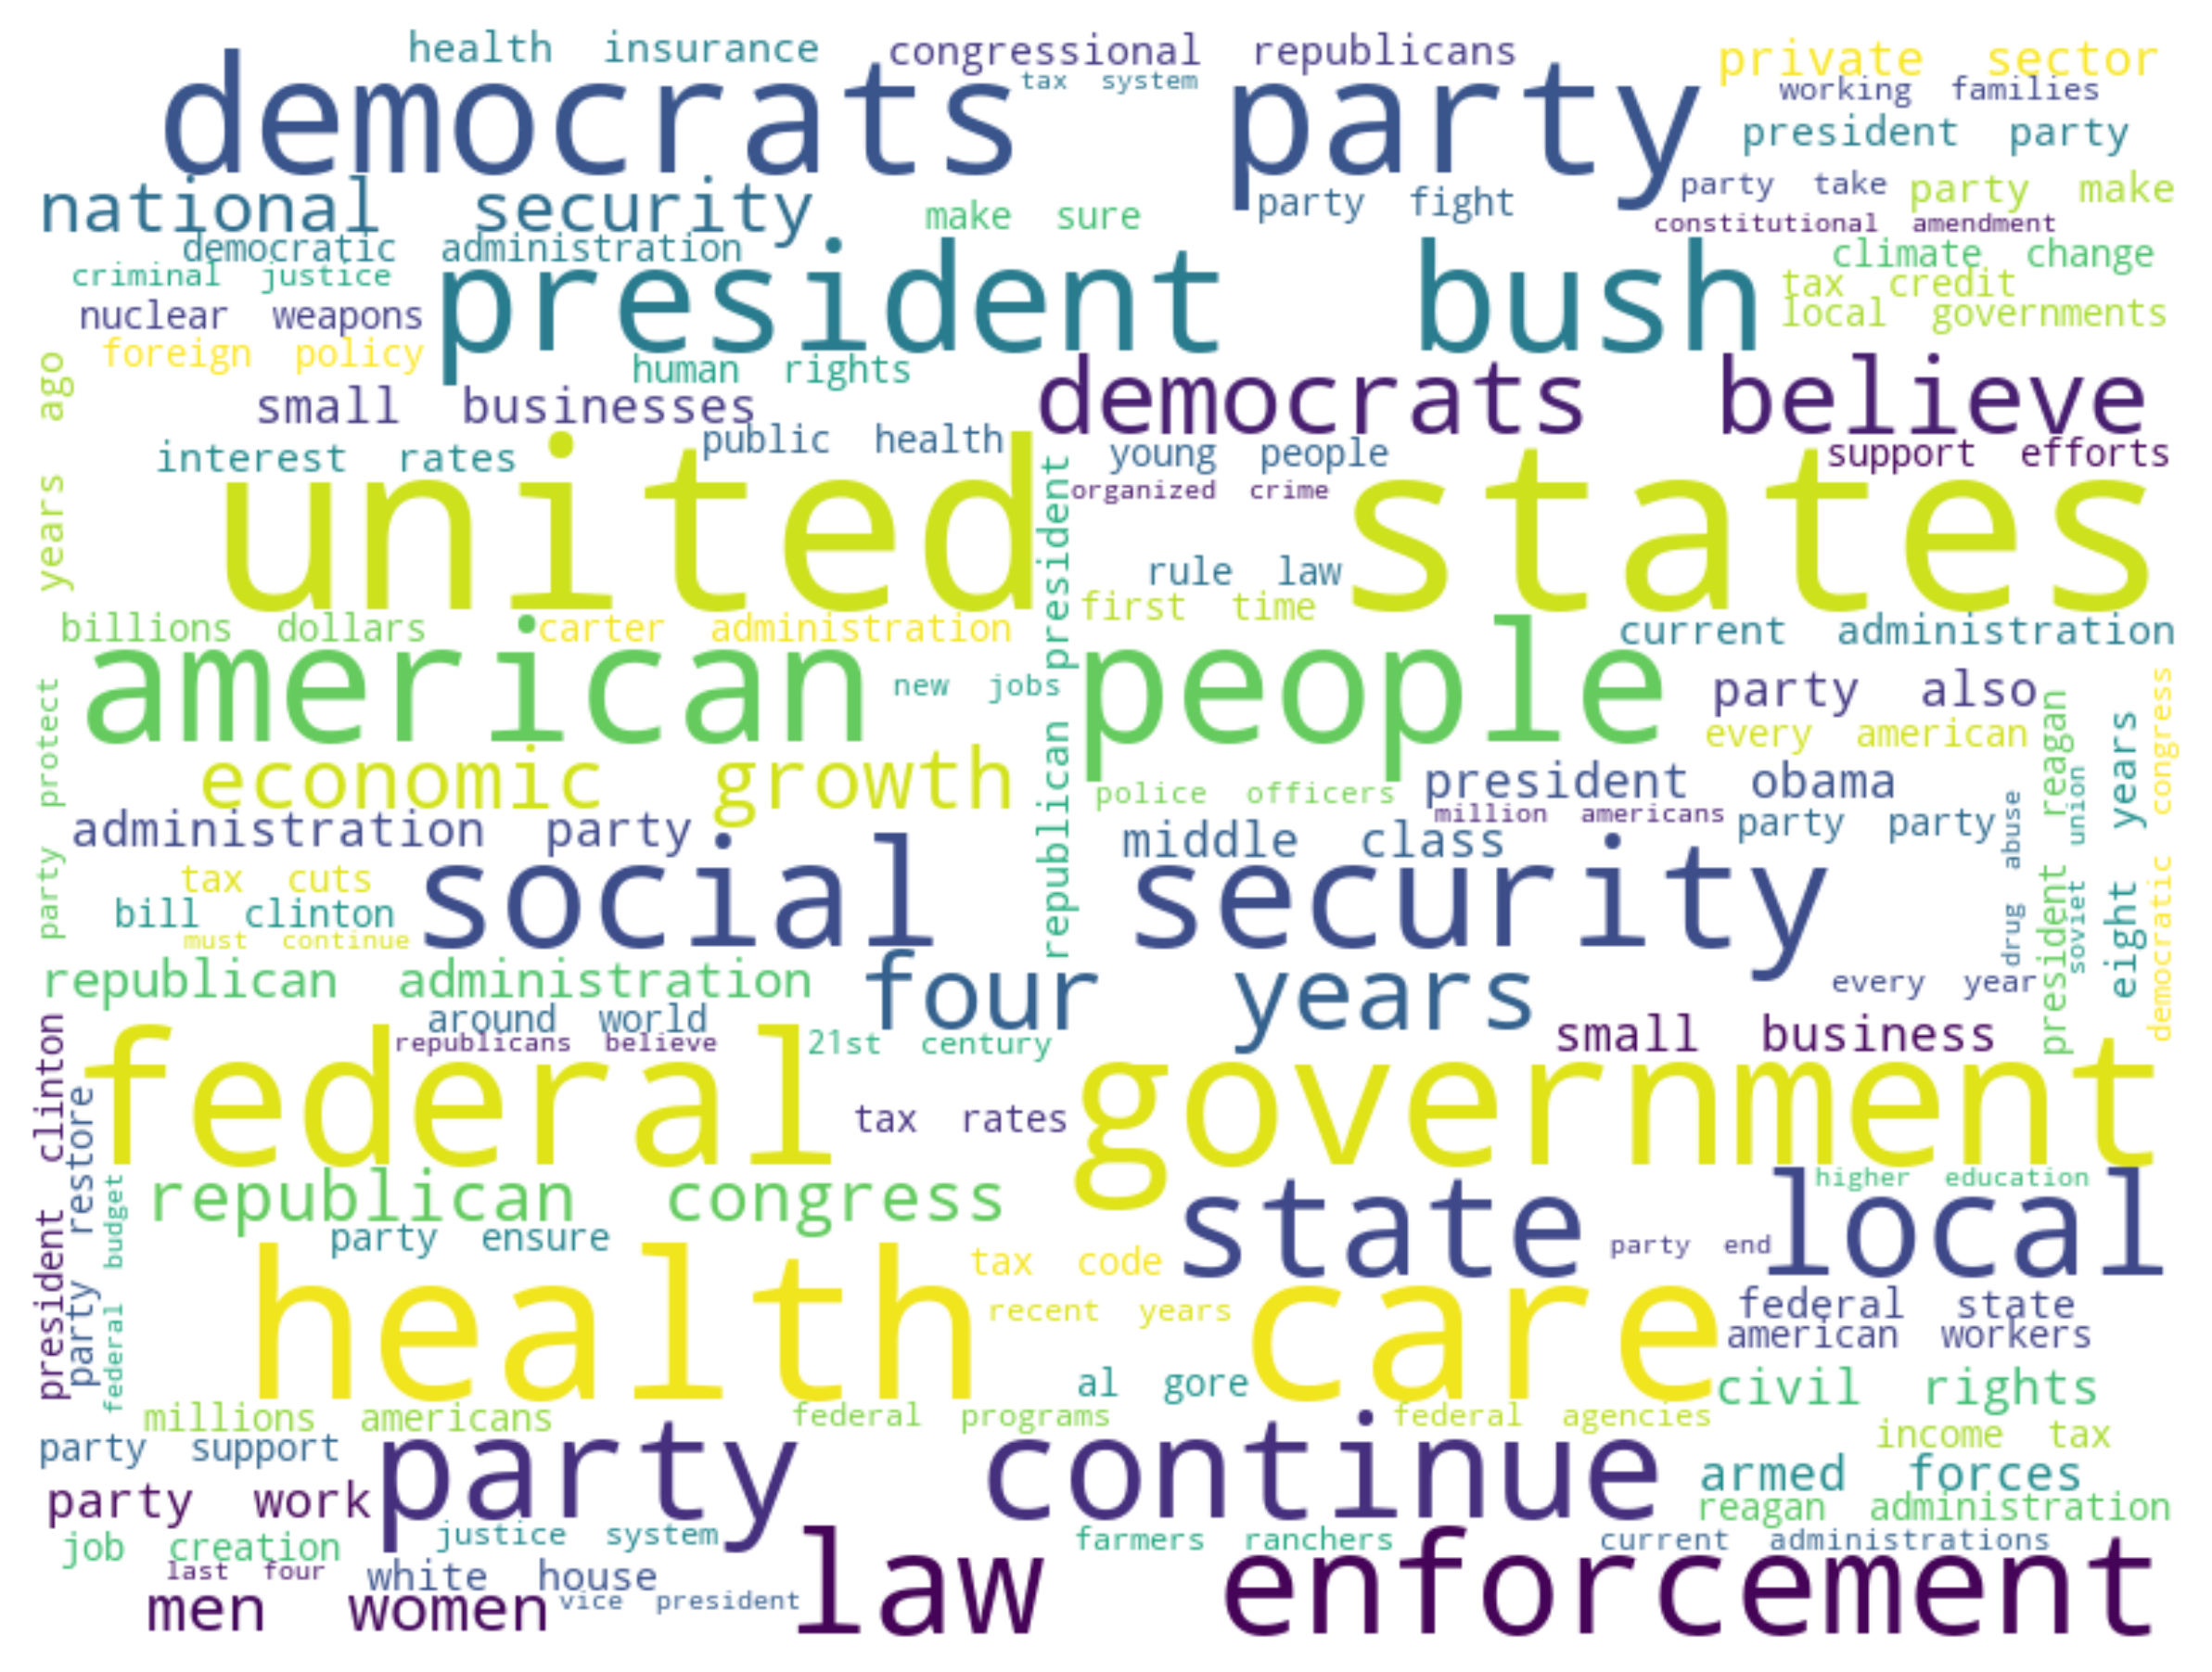 health insurance
congressional republicans
private sector
democrats party
tax system
working families
president party
national security
party fight
party take
party make
make sure
constitutional amendment
democratic administration
climate change
criminal justice
president bush
tax credit
nuclear weapons
local governments
foreign policy
human rights
years ago
small businesses
democrats believe
public health
interest rates
young people
support efforts
united states
organized crime
republican president
rule law
first time
billions dollars
carter administration
current administration
american people
new jobs
party also
every american
party protect
economic growth
police officers
president obama
million americans
president reagan
soviet union
eight years
democratic congress
drug abuse
administration party
middle class
party party
social security
tax cuts
bill clinton
must continue
republican administration
four years
every year
around world
republicans believe
21st century
small business
president clinton
party restore
federal government
tax rates
federal budget
republican congress
state local
higher education
party ensure
party end
health care
tax code
recent years
federal state
american workers
al gore
civil rights
millions americans
federal programs
federal agencies
party support
party continue
income tax
party work
armed forces
reagan administration
job creation
justice system
farmers ranchers
current administrations
last four
white house
law enforcement
men women
vice president